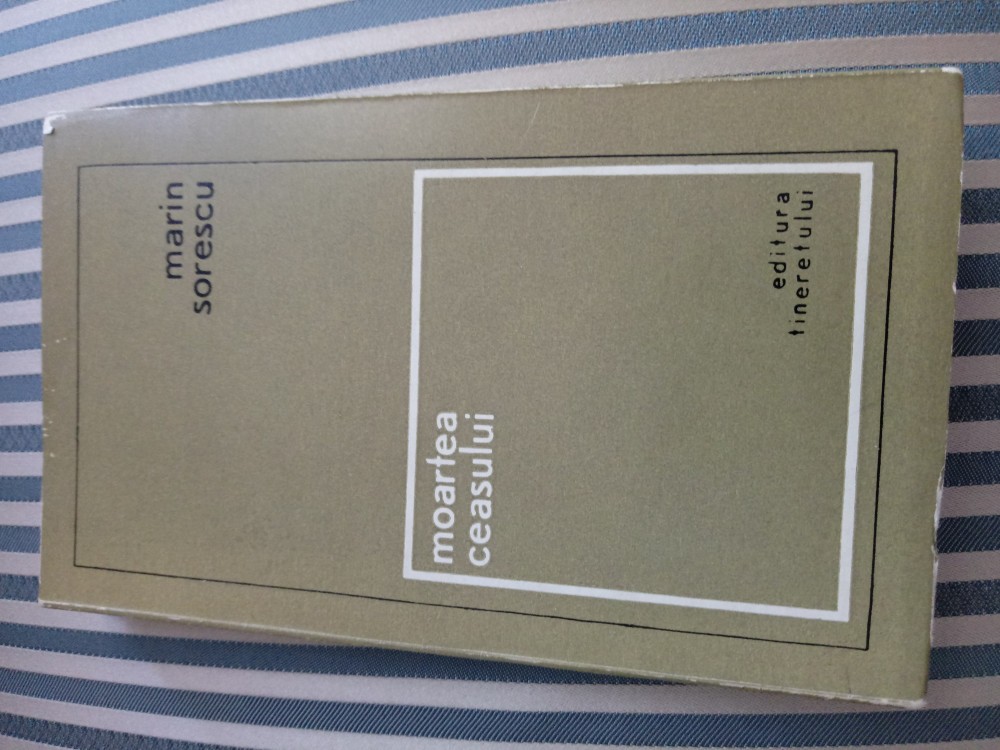 marin
sorescu
moartea
ceasului
editura
tineretului